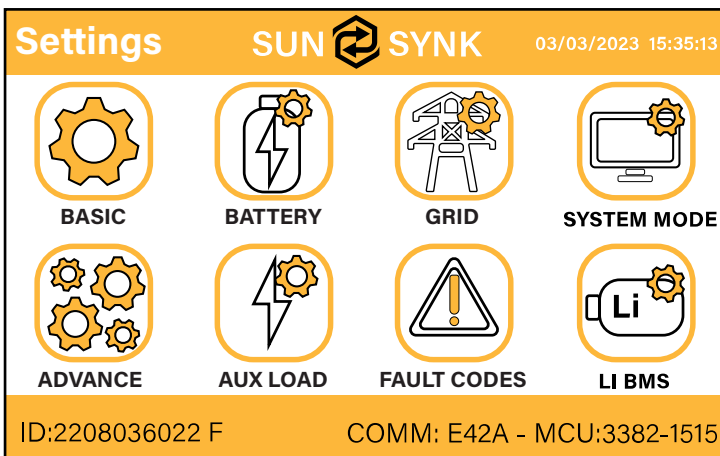 Settings SUN SYNK 03/03/2023 15:35:13
BASIC BATTERY GRID SYSTEM MODE
Li
ADVANCE AUX LOAD FAULT CODES LI BMS
ID:2208036022 F COMM: E42A - MCU:3382-1515